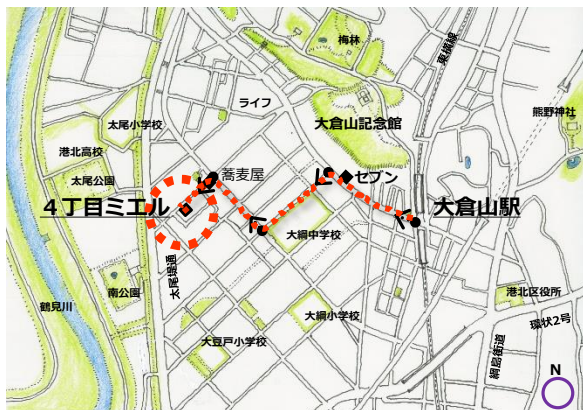 梅林
東横線
ライフ
熊野神社
大倉山記念館
太尾小学校
港北高校
蕎麦屋
セブン
太尾公園
4丁目ミエル
大倉山駅
大綱中学校
太尾堤通
南公園
港北区役所
鶴見川
大綱小学校
環状2号
大豆戸小学校
綱島街道
N